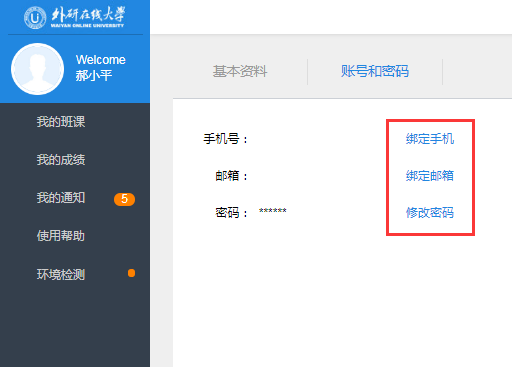 外研在线大学
WAIYAN ONLINE UNIVERSITY
Welcome
郝小平
我的班课
我的成绩
我的通知 5
使用帮助
环境检测
基本资料 账号和密码
手机号： 绑定手机
邮箱： 绑定邮箱
密码： ****** 修改密码